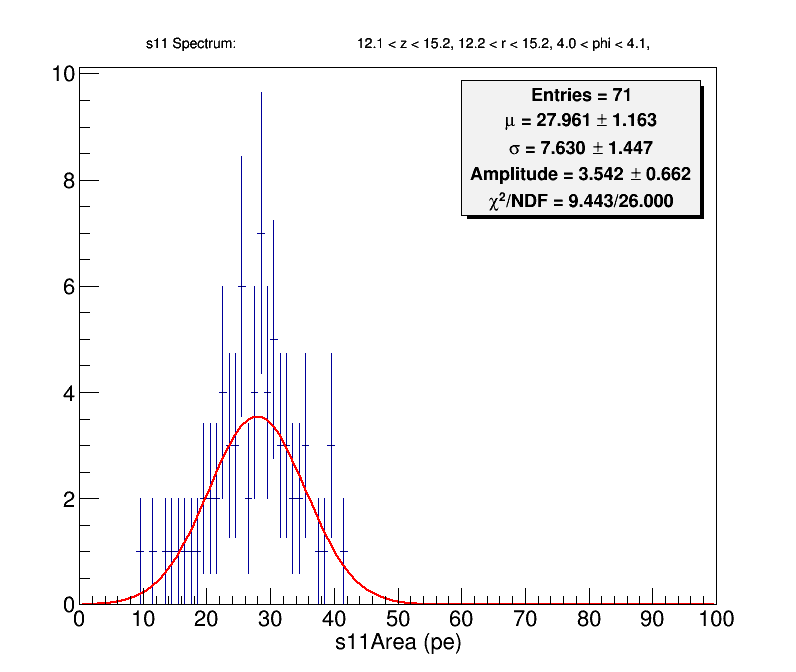 s11 Spectrum: 12.1 < z < 15.2, 12.2 < r < 15.2, 4.0 < phi < 4.1,
Entries = 71
μ = 27.961 ± 1.163
σ = 7.630 ± 1.447
Amplitude = 3.542 ± 0.662
χ²/NDF = 9.443/26.000
10
8
6
4
2
0
0 10 20 30 40 50 60 70 80 90 100
s11Area (pe)